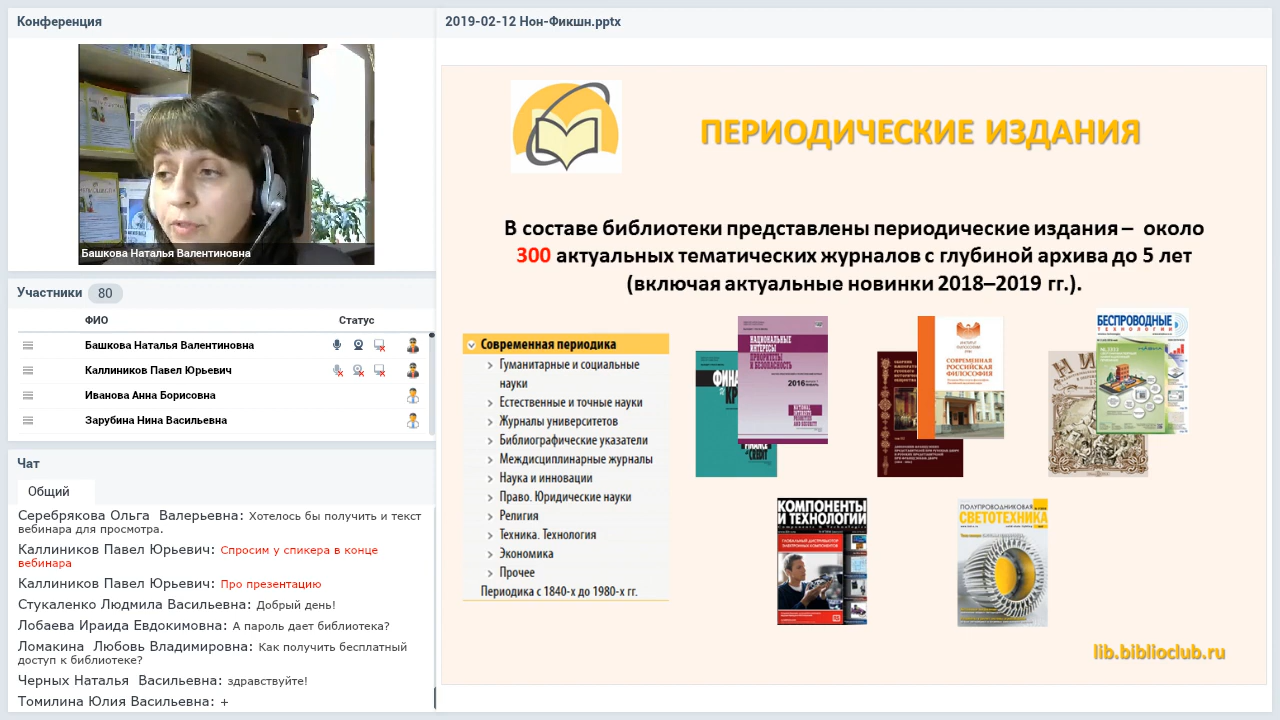 Конференция
Башкова Наталья Валентиновна
Участники 80
ФИО Статус
Башкова Наталья Валентиновна
Каллиников Павел Юрьевич
Иванова Анна Борисовна
Зарубина Нина Васильевна
Чат
Общий
Серебрякова Ольга Валерьевна: Хотелось бы получить и текст
вебинара для просмотра.
Каллиников Павел Юрьевич: Спросим у спикера в конце
вебинара
Каллиников Павел Юрьевич: Про презентацию
Стукаленко Людмила Васильевна: Добрый день!
Лобаева Ираида Евдокимовна: А пароль дает библиотека?
Ломакина Любовь Владимировна: Как получить бесплатный
доступ к библиотеке?
Черных Наталья Васильевна: здравствуйте!
Томилина Юлия Васильевна: +
2019-02-12 Нон-Фикшн.pptx
ПЕРИОДИЧЕСКИЕ ИЗДАНИЯ
В составе библиотеки представлены периодические издания – около
300 актуальных тематических журналов с глубиной архива до 5 лет
(включая актуальные новинки 2018–2019 гг.).
Современная периодика
Гуманитарные и социальные
науки
Естественные и точные науки
Журналы университетов
Библиографические указатели
Междисциплинарные журналы
Наука и инновации
Право. Юридические науки
Религия
Техника. Технология
Экономика
Прочее
Периодика с 1840-х до 1980-х гг.
НАЦИОНАЛЬНЫЕ
ИНТЕРЕСЫ
ПРИОРИТЕТЫ
И БЕЗОПАСНОСТЬ
2016
СОВРЕМЕННАЯ
РОССИЙСКАЯ
ФИЛОСОФИЯ
БЕСПРОВОДНЫЕ
ТЕХНОЛОГИИ
КОМПОНЕНТЫ
И ТЕХНОЛОГИИ
ПОЛУПРОВОДНИКОВАЯ
СВЕТОТЕХНИКА
lib.biblioclub.ru